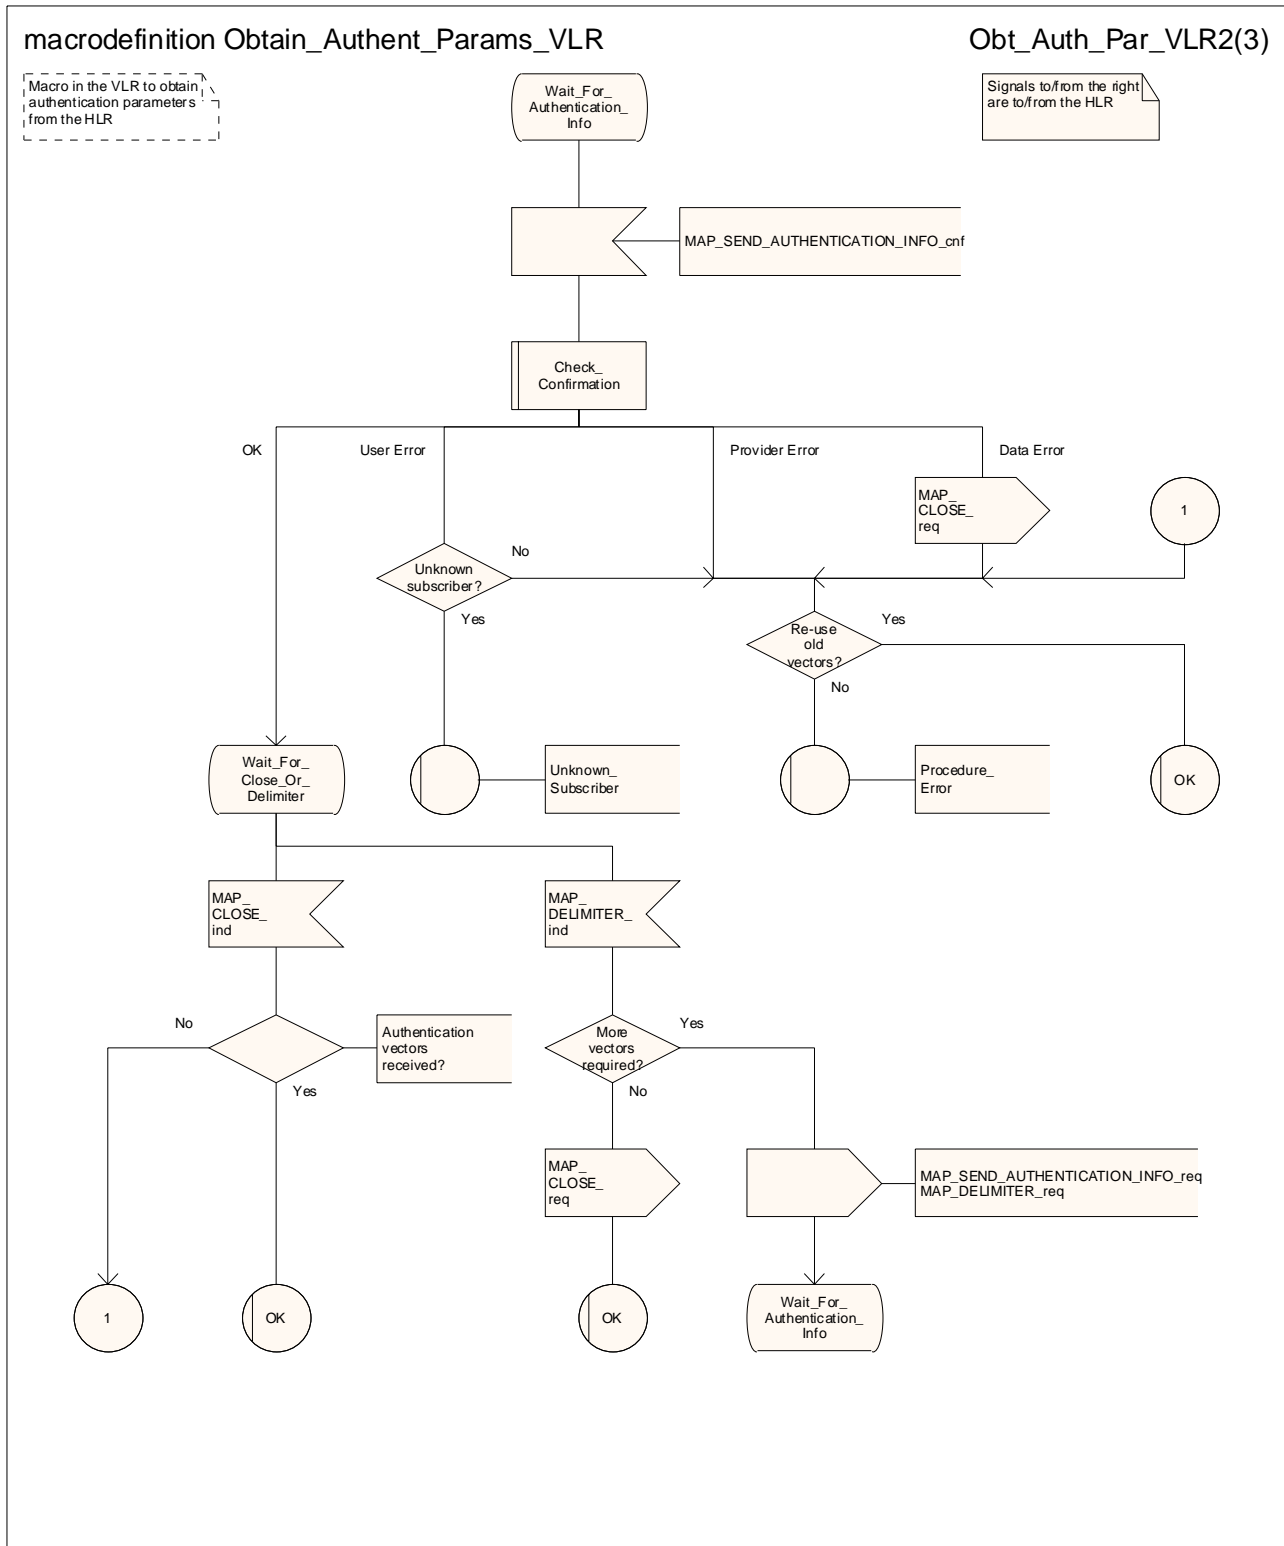 macrodefinition Obtain_Authent_Params_VLR
Obt_Auth_Par_VLR2(3)
Macro in the VLR to obtain
authentication parameters
from the HLR
Wait_For_
Authentication_
Info
Signals to/from the right
are to/from the HLR
MAP_SEND_AUTHENTICATION_INFO_cnf
Check_
Confirmation
OK
User Error
Provider Error
Data Error
MAP_
CLOSE_
req
1
Unknown
subscriber?
No
Yes
Re-use
old
vectors?
Yes
No
Wait_For_
Close_Or_
Delimiter
Unknown_
Subscriber
Procedure_
Error
OK
MAP_
CLOSE_
ind
MAP_
DELIMITER_
ind
No
Authentication
vectors
received?
Yes
More
vectors
required?
Yes
No
MAP_
CLOSE_
req
MAP_SEND_AUTHENTICATION_INFO_req
MAP_DELIMITER_req
1
OK
OK
Wait_For_
Authentication_
Info